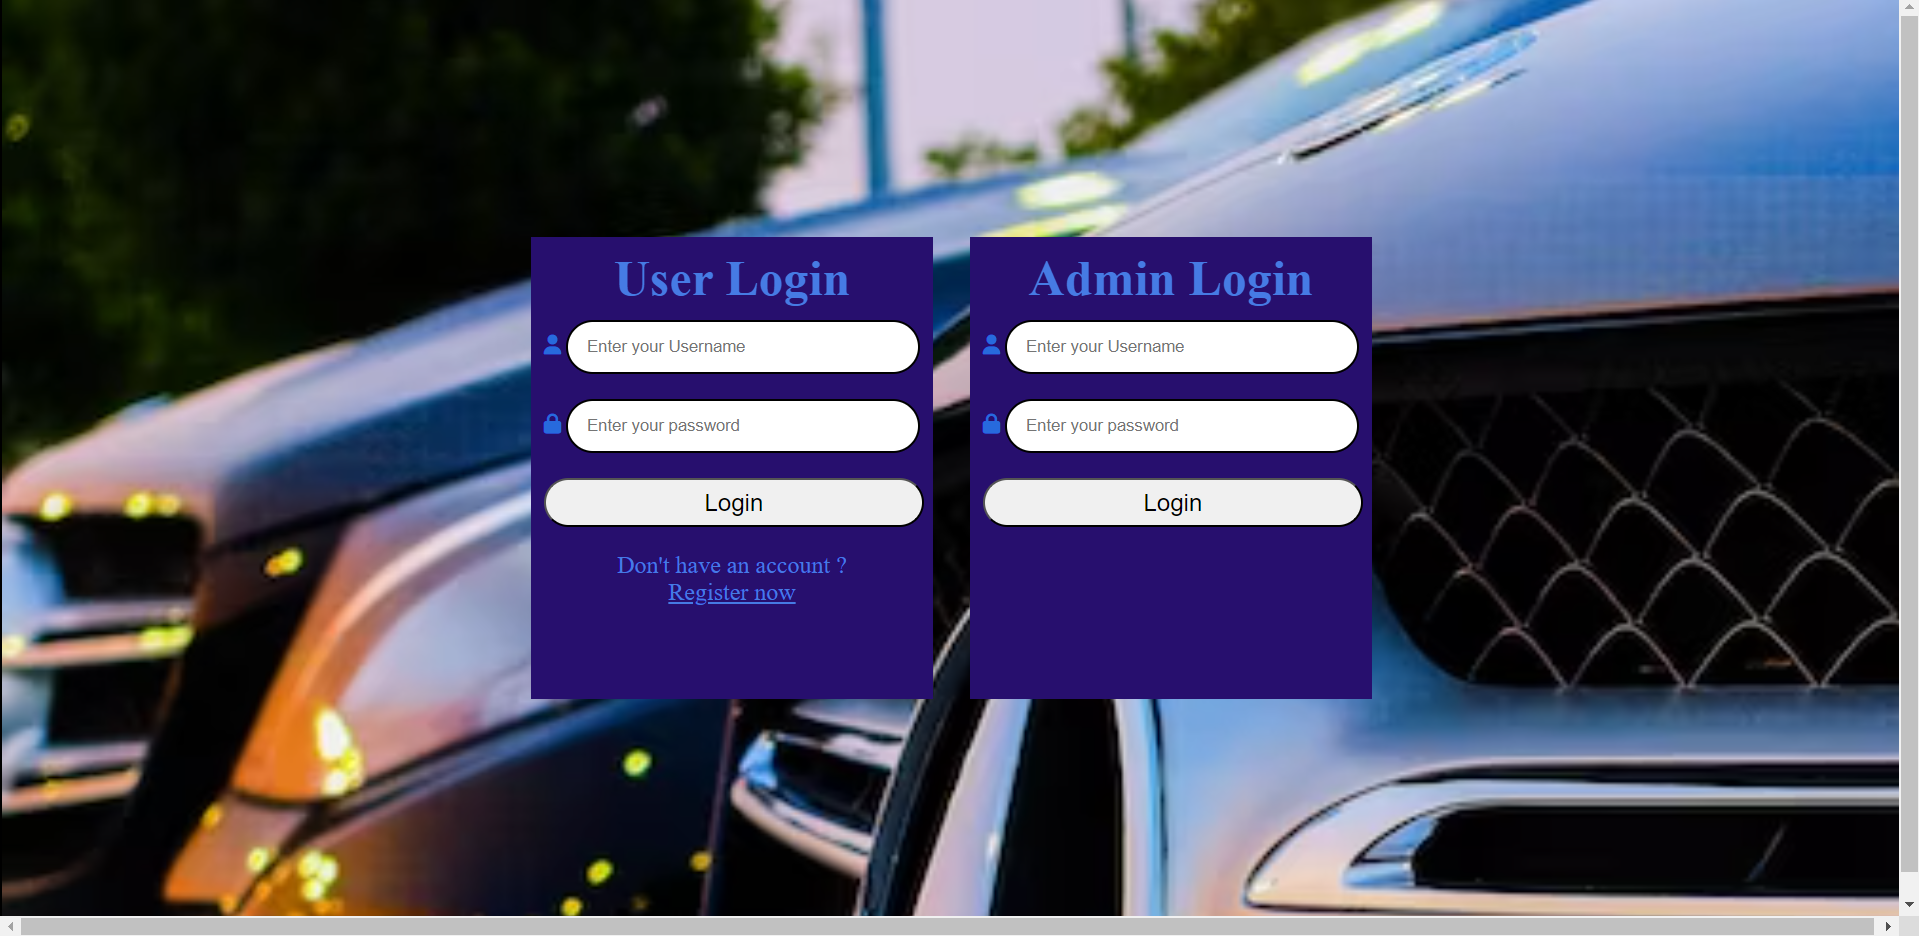 User Login
Enter your Username
Enter your password
Login
Don't have an account ?
Register now
Admin Login
Enter your Username
Enter your password
Login